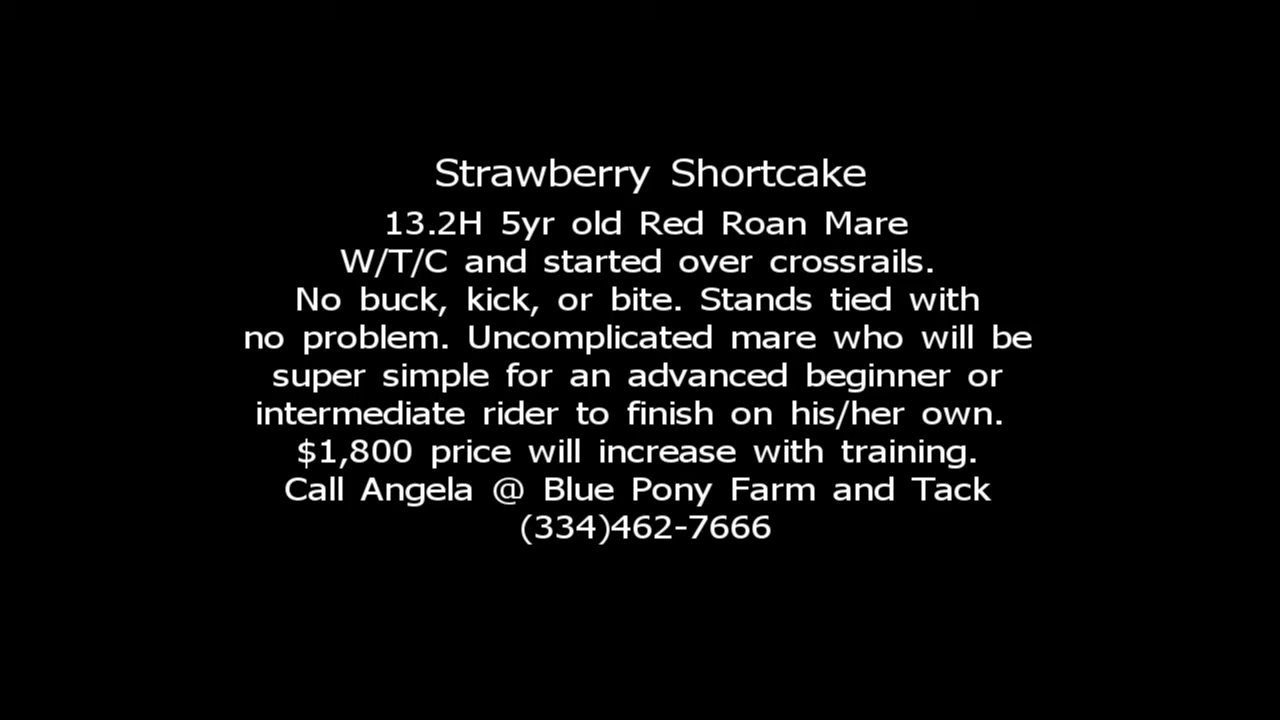 Strawberry Shortcake
13.2H 5yr old Red Roan Mare
W/T/C and started over crossrails.
No buck, kick, or bite. Stands tied with
no problem. Uncomplicated mare who will be
super simple for an advanced beginner or
intermediate rider to finish on his/her own.
$1,800 price will increase with training.
Call Angela @ Blue Pony Farm and Tack
(334)462-7666